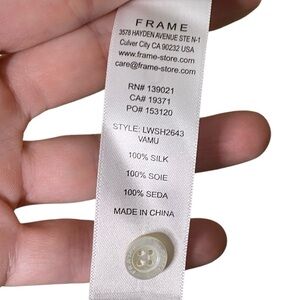 FRAME
3578 HAYDEN AVENUE STE N-1
Culver City CA 90232 USA
www.frame-store.com
care@frame-store.com
RN# 139021
CA# 19371
PO# 153120
STYLE: LWSH2643
VAMU
100% SILK
100% SOIE
100% SEDA
MADE IN CHINA